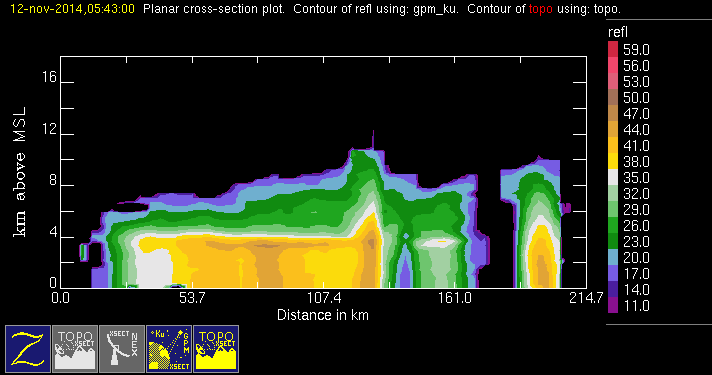 12-nov-2014,05:43:00 Planar cross-section plot. Contour of refl using: gpm_ku. Contour of topo using: topo.
refl
59.0
56.0
53.0
50.0
47.0
44.0
41.0
38.0
35.0
32.0
29.0
26.0
23.0
20.0
17.0
14.0
11.0
km above MSL
16
12
8
4
0
0.0 53.7 107.4 161.0 214.7
Distance in km
Z
TOPO
XSECT
XSECT
Ku
GPM
XSECT
TOPO
XSECT